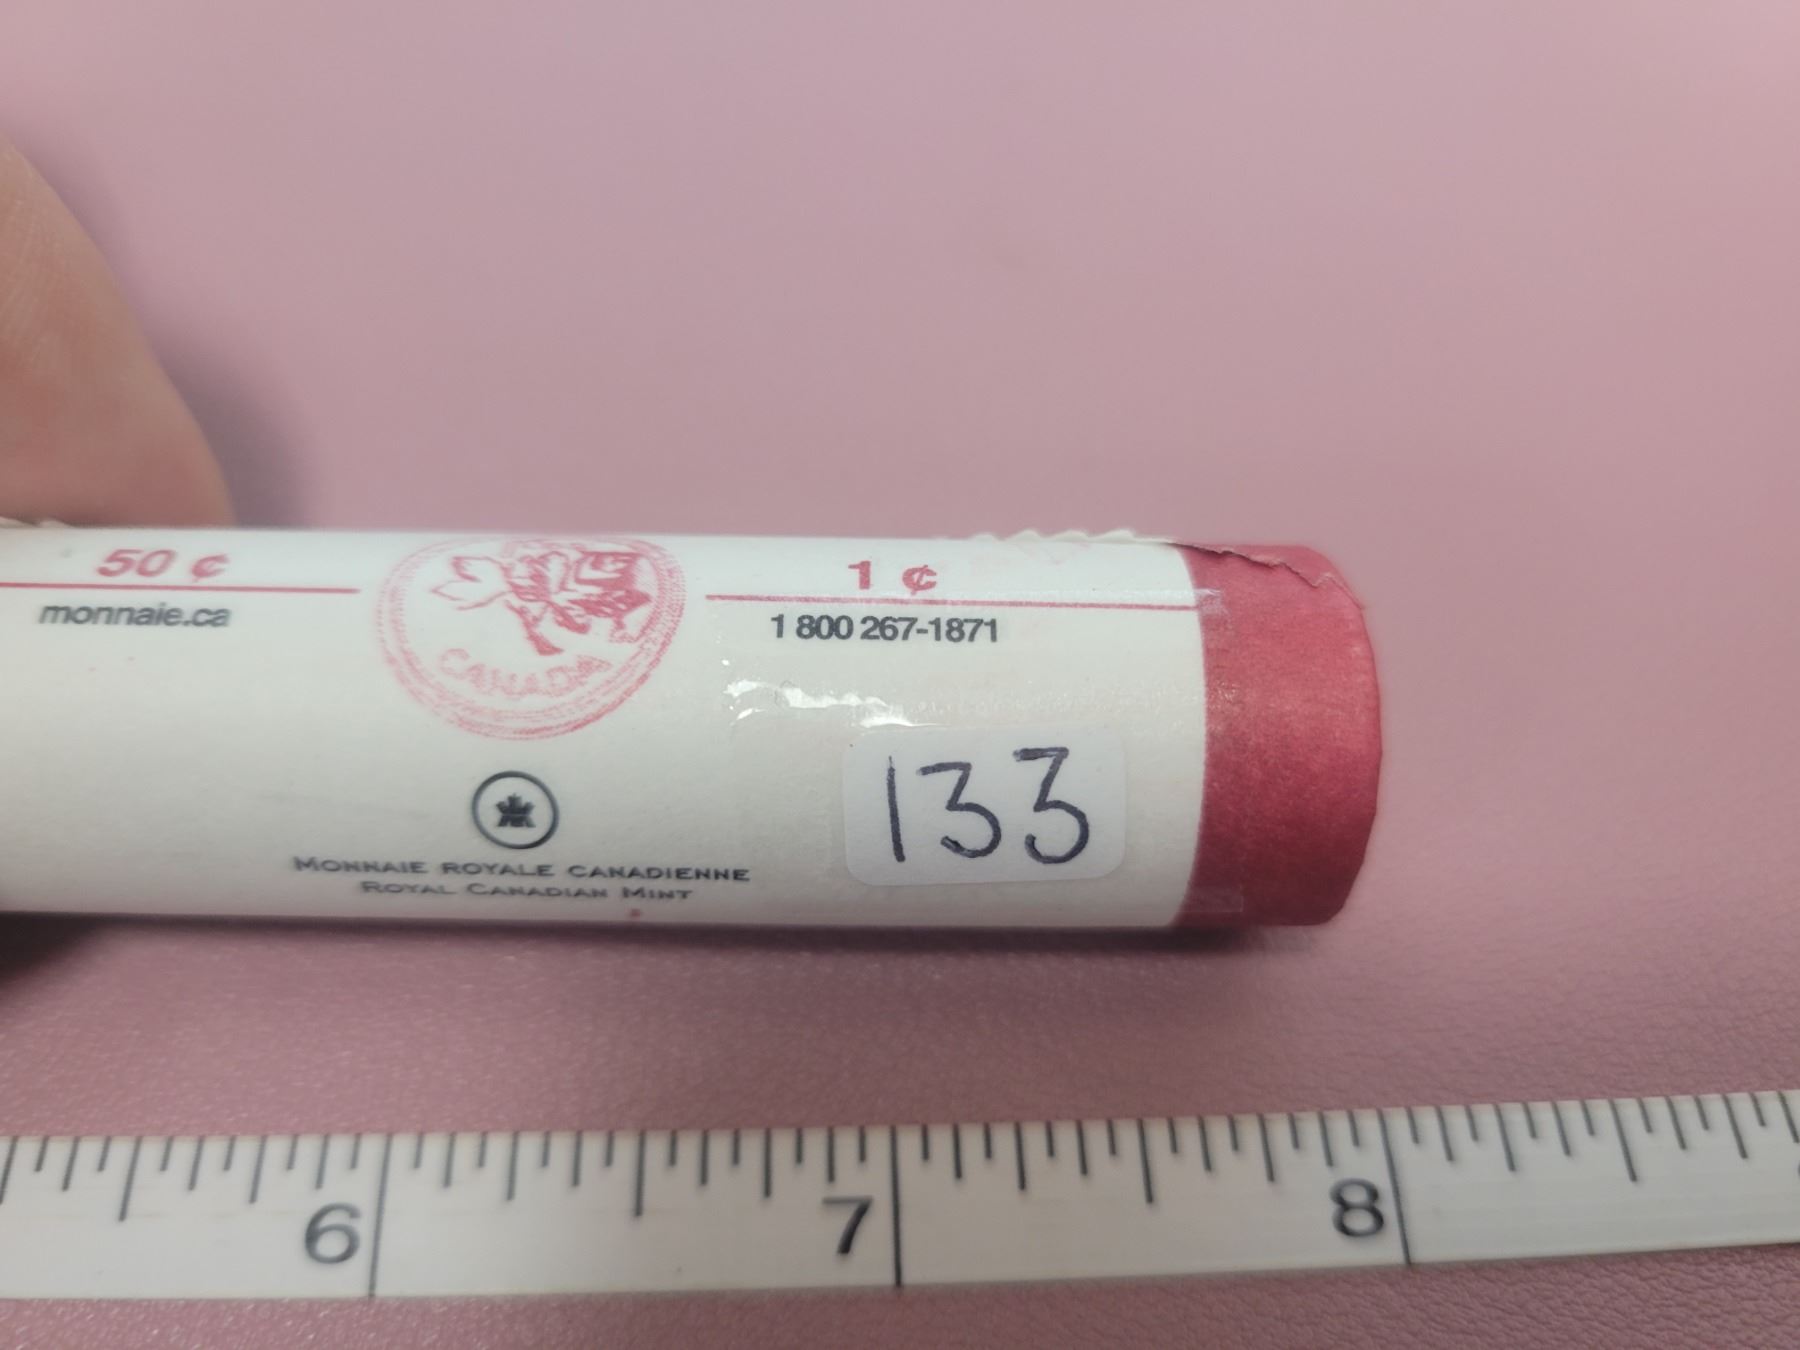 50 ¢
monnaie.ca
CANADA
1 ¢
1 800 267-1871
133
MONNAIE ROYALE CANADIENNE
ROYAL CANADIAN MINT
6 7 8